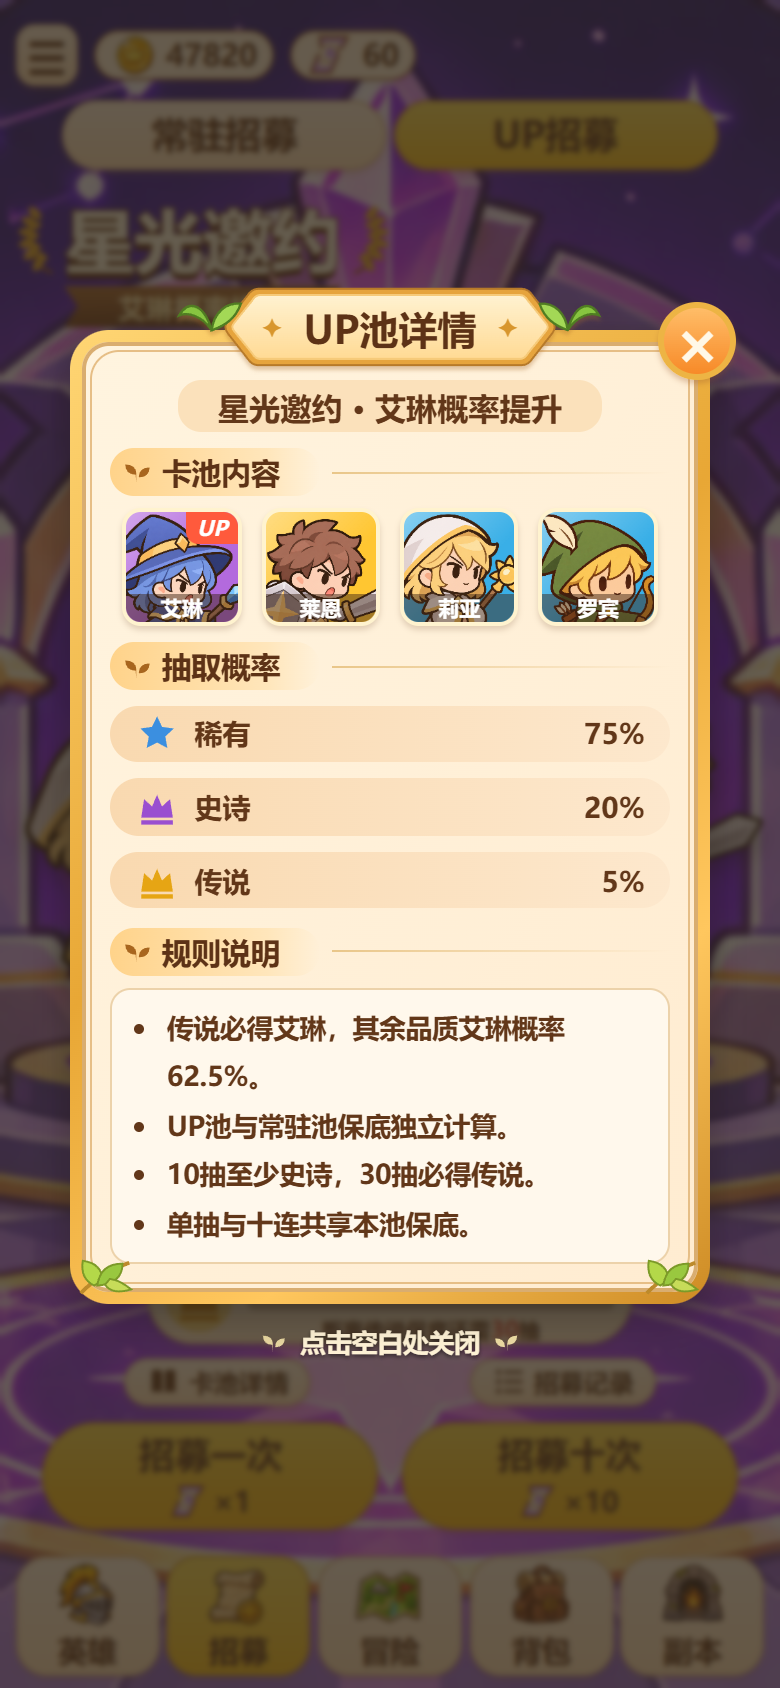 47820
60
常驻招募
UP招募
星光邀约
UP池详情
星光邀约·艾琳概率提升
卡池内容
UP
艾琳
莱恩
莉亚
罗宾
抽取概率
稀有
75%
史诗
20%
传说
5%
规则说明
传说必得艾琳，其余品质艾琳概率
62.5%。
UP池与常驻池保底独立计算。
10抽至少史诗，30抽必得传说。
单抽与十连共享本池保底。
点击空白处关闭
卡池详情
招募记录
招募一次
×1
招募十次
×10
英雄
招募
冒险
背包
副本